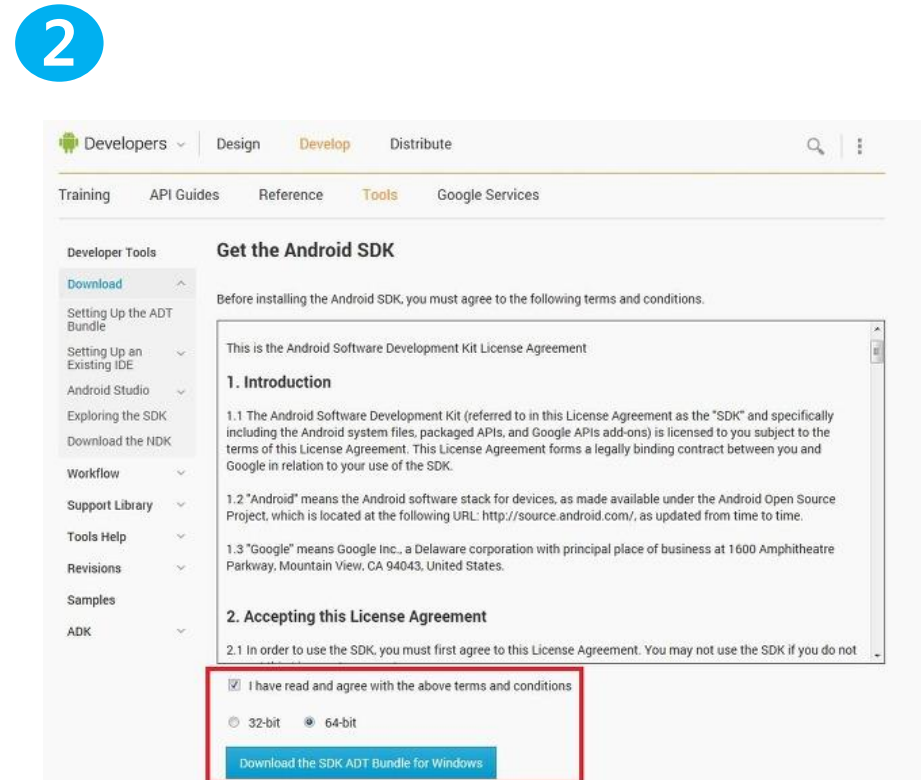 2
Developers
Design
Develop
Distribute
Training
API Guides
Reference
Tools
Google Services
Developer Tools
Download
Setting Up the ADT
Bundle
Setting Up an
Existing IDE
Android Studio
Exploring the SDK
Download the NDK
Workflow
Support Library
Tools Help
Revisions
Samples
ADK
Get the Android SDK
Before installing the Android SDK, you must agree to the following terms and conditions.
This is the Android Software Development Kit License Agreement
1. Introduction
1.1 The Android Software Development Kit (referred to in this License Agreement as the "SDK" and specifically
including the Android system files, packaged APIs, and Google APIs add-ons) is licensed to you subject to the
terms of this License Agreement. This License Agreement forms a legally binding contract between you and
Google in relation to your use of the SDK.
1.2 "Android" means the Android software stack for devices, as made available under the Android Open Source
Project, which is located at the following URL: http://source.android.com/, as updated from time to time.
1.3 "Google" means Google Inc., a Delaware corporation with principal place of business at 1600 Amphitheatre
Parkway, Mountain View, CA 94043, United States.
2. Accepting this License Agreement
2.1 In order to use the SDK, you must first agree to this License Agreement. You may not use the SDK if you do not
I have read and agree with the above terms and conditions
32-bit
64-bit
Download the SDK ADT Bundle for Windows